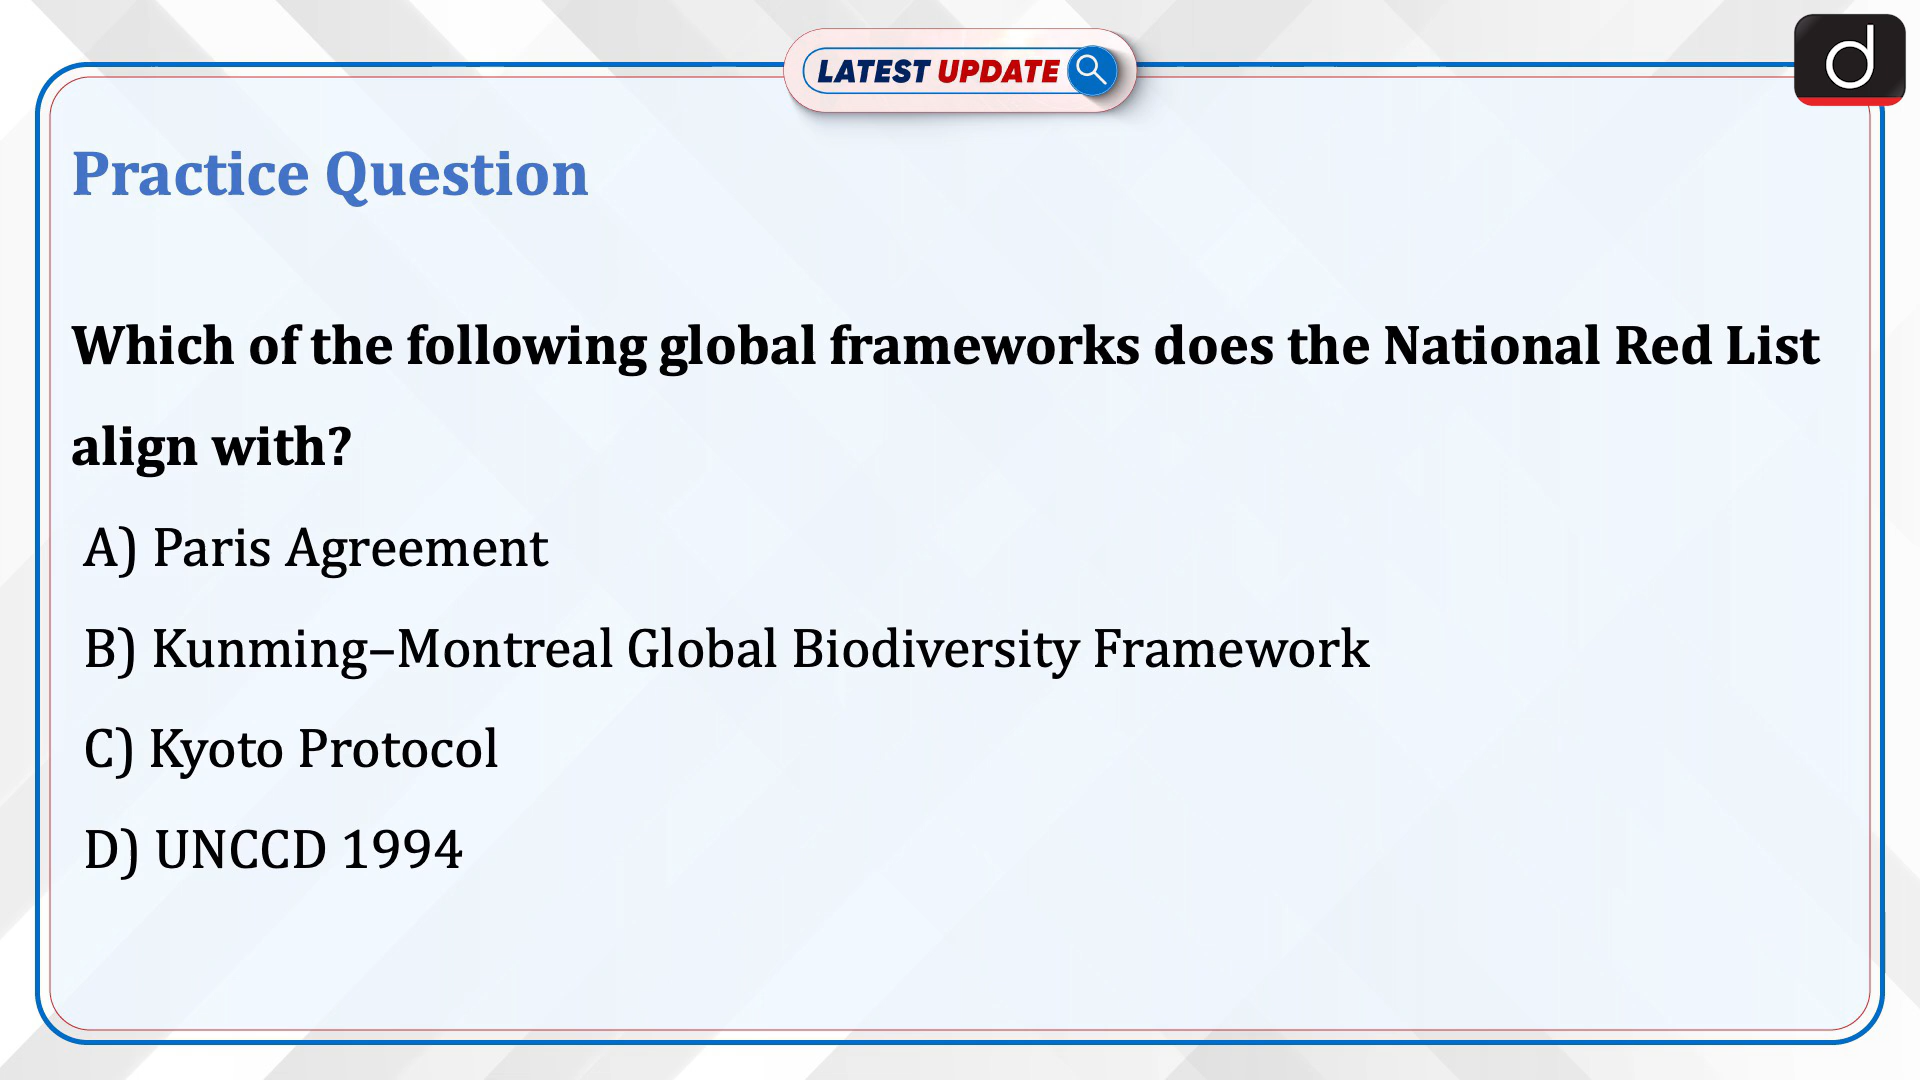 LATEST UPDATE
d
Practice Question
Which of the following global frameworks does the National Red List
align with?
A) Paris Agreement
B) Kunming–Montreal Global Biodiversity Framework
C) Kyoto Protocol
D) UNCCD 1994